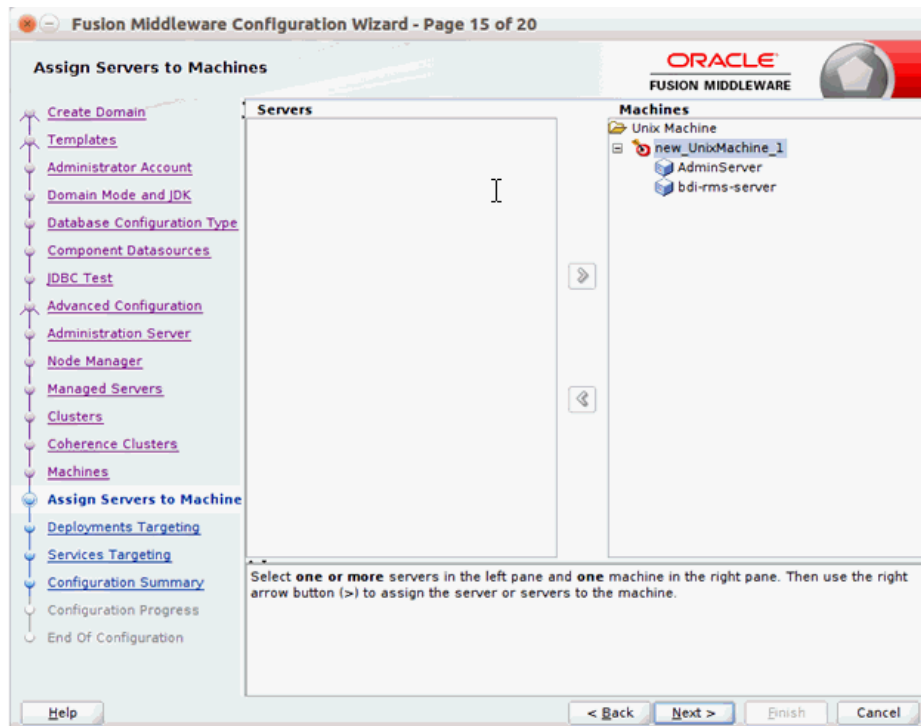 Fusion Middleware Configuration Wizard - Page 15 of 20
Assign Servers to Machines
ORACLE
FUSION MIDDLEWARE
Create Domain
Templates
Administrator Account
Domain Mode and JDK
Database Configuration Type
Component Datasources
JDBC Test
Advanced Configuration
Administration Server
Node Manager
Managed Servers
Clusters
Coherence Clusters
Machines
Assign Servers to Machine
Deployments Targeting
Services Targeting
Configuration Summary
Configuration Progress
End Of Configuration
Servers
Machines
Unix Machine
new_UnixMachine_1
AdminServer
bdi-rms-server
Select one or more servers in the left pane and one machine in the right pane. Then use the right
arrow button (>) to assign the server or servers to the machine.
Help
< Back
Next >
Finish
Cancel